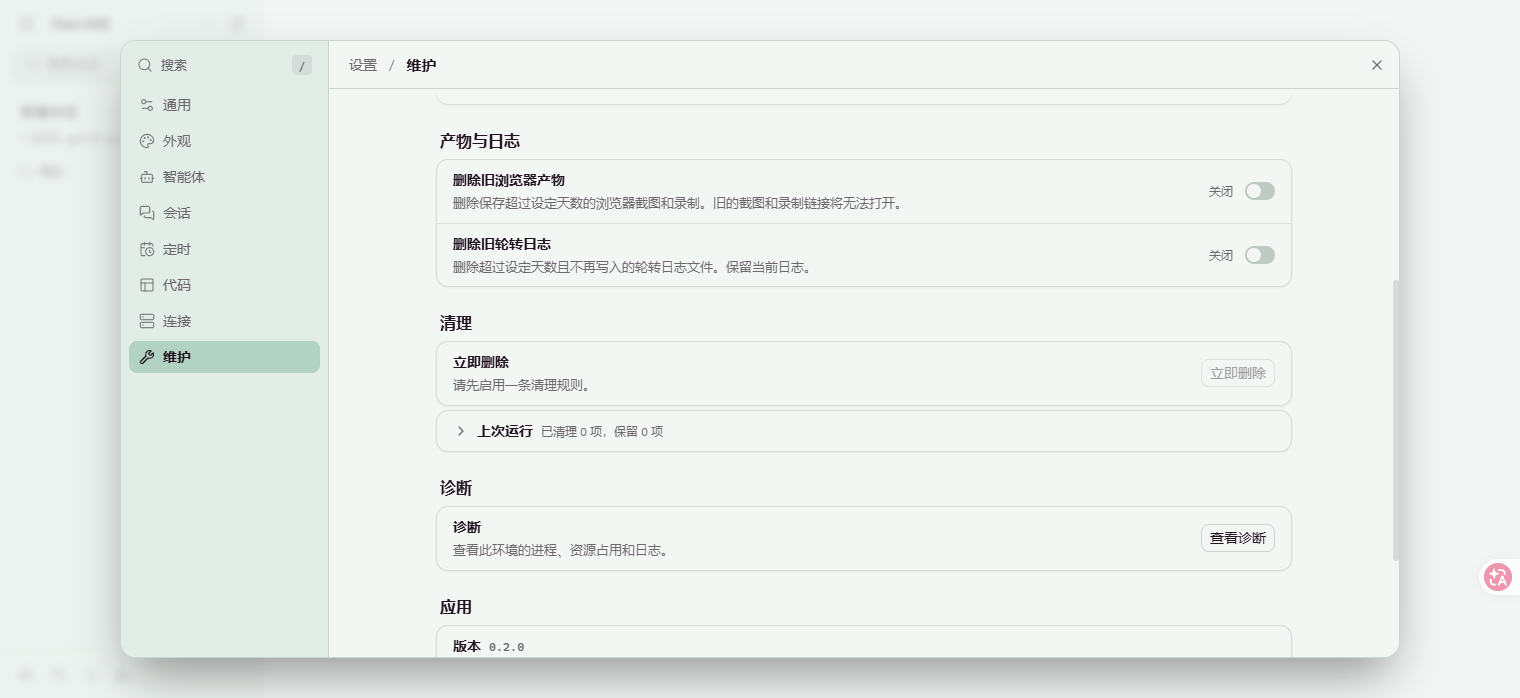 搜索
/
通用
外观
智能体
会话
定时
代码
连接
维护
设置 / 维护
产物与日志
删除旧浏览器产物
删除保存超过设定天数的浏览器截图和录制。旧的截图和录制链接将无法打开。
关闭
删除旧轮转日志
删除超过设定天数且不再写入的轮转日志文件。保留当前日志。
关闭
清理
立即删除
请先启用一条清理规则。
立即删除
上次运行 已清理 0 项，保留 0 项
诊断
诊断
查看此环境的进程、资源占用和日志。
查看诊断
应用
版本 0.2.0